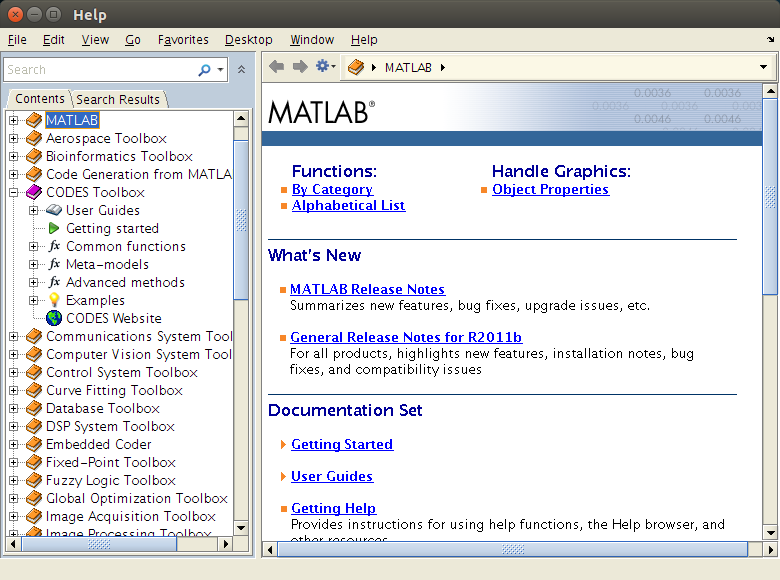 Help
File Edit View Go Favorites Desktop Window Help
Search
MATLAB
Contents Search Results
MATLAB
Aerospace Toolbox
Bioinformatics Toolbox
Code Generation from MATLA
CODES Toolbox
User Guides
Getting started
fx Common functions
fx Meta-models
fx Advanced methods
Examples
CODES Website
Communications System Tool
Computer Vision System Tool
Control System Toolbox
Curve Fitting Toolbox
Database Toolbox
DSP System Toolbox
Embedded Coder
Fixed-Point Toolbox
Fuzzy Logic Toolbox
Global Optimization Toolbox
Image Acquisition Toolbox
Image Processing Toolbox
MATLAB®
0.0036 0.0036
0.0036 0.003
0.0046 0.0046
Functions:
By Category
Alphabetical List
Handle Graphics:
Object Properties
What's New
MATLAB Release Notes
Summarizes new features, bug fixes, upgrade issues, etc.
General Release Notes for R2011b
For all products, highlights new features, installation notes, bug
fixes, and compatibility issues
Documentation Set
Getting Started
User Guides
Getting Help
Provides instructions for using help functions, the Help browser, and
other resources